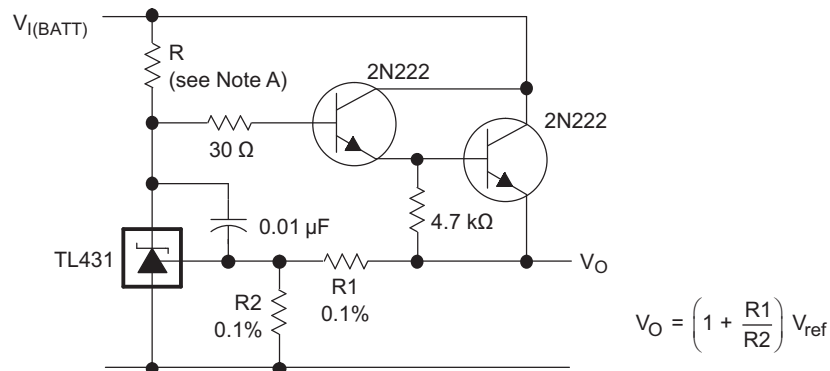 V_I(BATT)
R
(see Note A)
2N222
2N222
30 Ω
0.01 μF
4.7 kΩ
TL431
V_O
R1
0.1%
R2
0.1%
V_O = (1 + R1/R2) V_ref